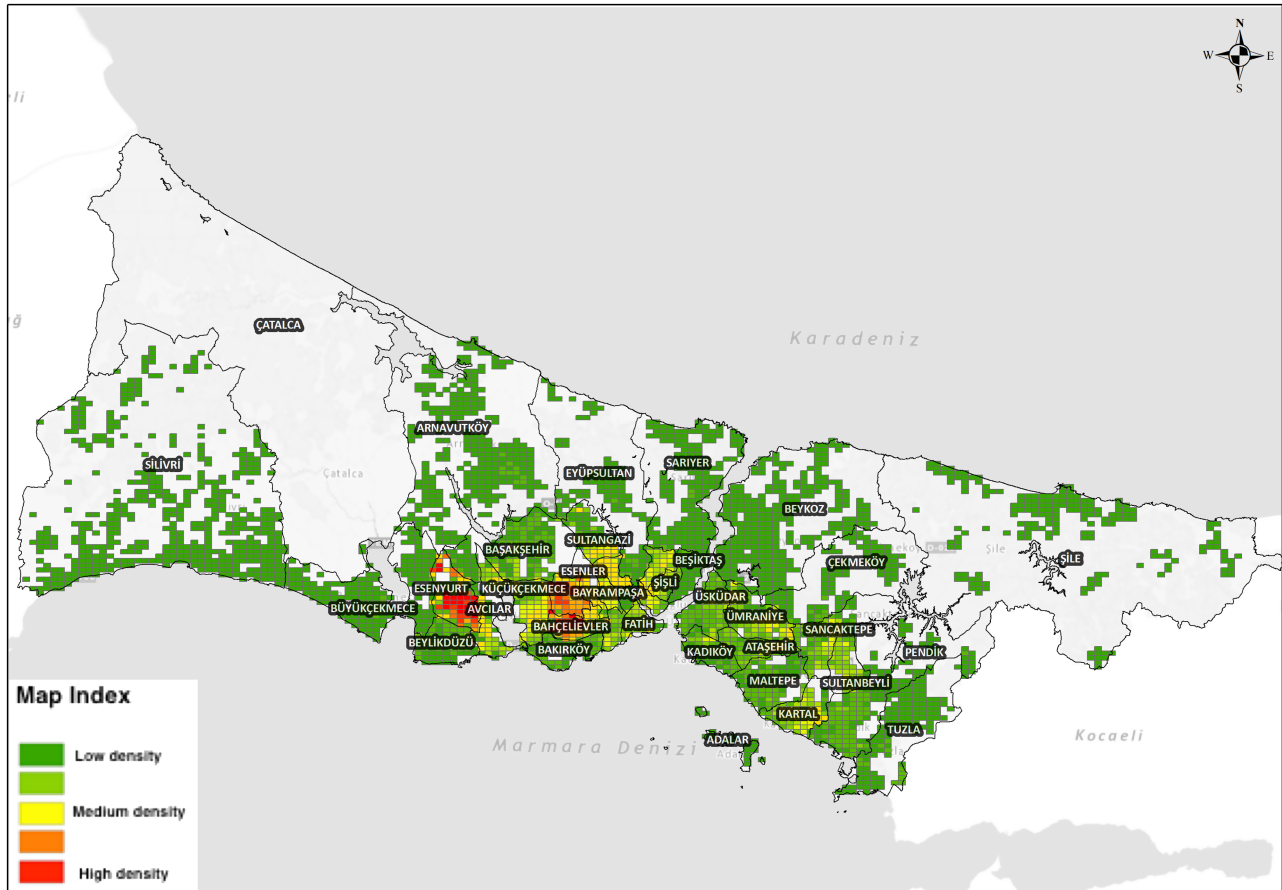 N
W
E
S
eli
ğ
Karadeniz
ÇATALCA
Çatalca
SİLİVRİ
ARNAVUTKÖY
EYÜPSULTAN
SARIYER
BEYKOZ
SULTANGAZİ
BAŞAKŞEHİR
BEŞİKTAŞ
ÇEKMEKÖY
Şile
ŞİLE
ESENLER
ESENYURT
KÜÇÜKÇEKMECE
BAYRAMPAŞA
ŞİŞLİ
ÜSKÜDAR
BÜYÜKÇEKMECE
AVCILAR
ÜMRANİYE
BAHÇELİEVLER
FATİH
SANCAKTEPE
BEYLİKDÜZÜ
BAKIRKÖY
KADIKÖY
ATAŞEHİR
PENDİK
MALTEPE
SULTANBEYLİ
KARTAL
TUZLA
ADALAR
Marmara Denizi
Kocaeli
Map Index
Low density
Medium density
High density